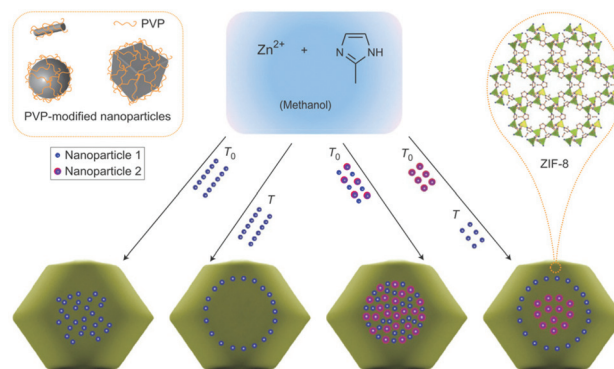 PVP
PVP-modified nanoparticles
Zn2+ + N NH
(Methanol)
ZIF-8
Nanoparticle 1
Nanoparticle 2
T0
T
T0
T0
T